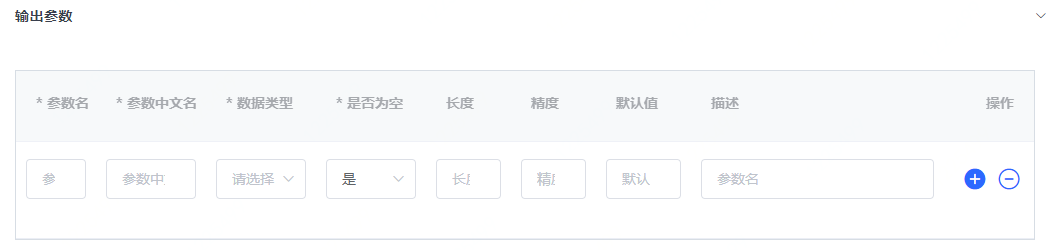 输出参数
* 参数名 * 参数中文名 * 数据类型 * 是否为空 长度 精度 默认值 描述 操作
参 参数中 请选择 是 长 精 默认 参数名